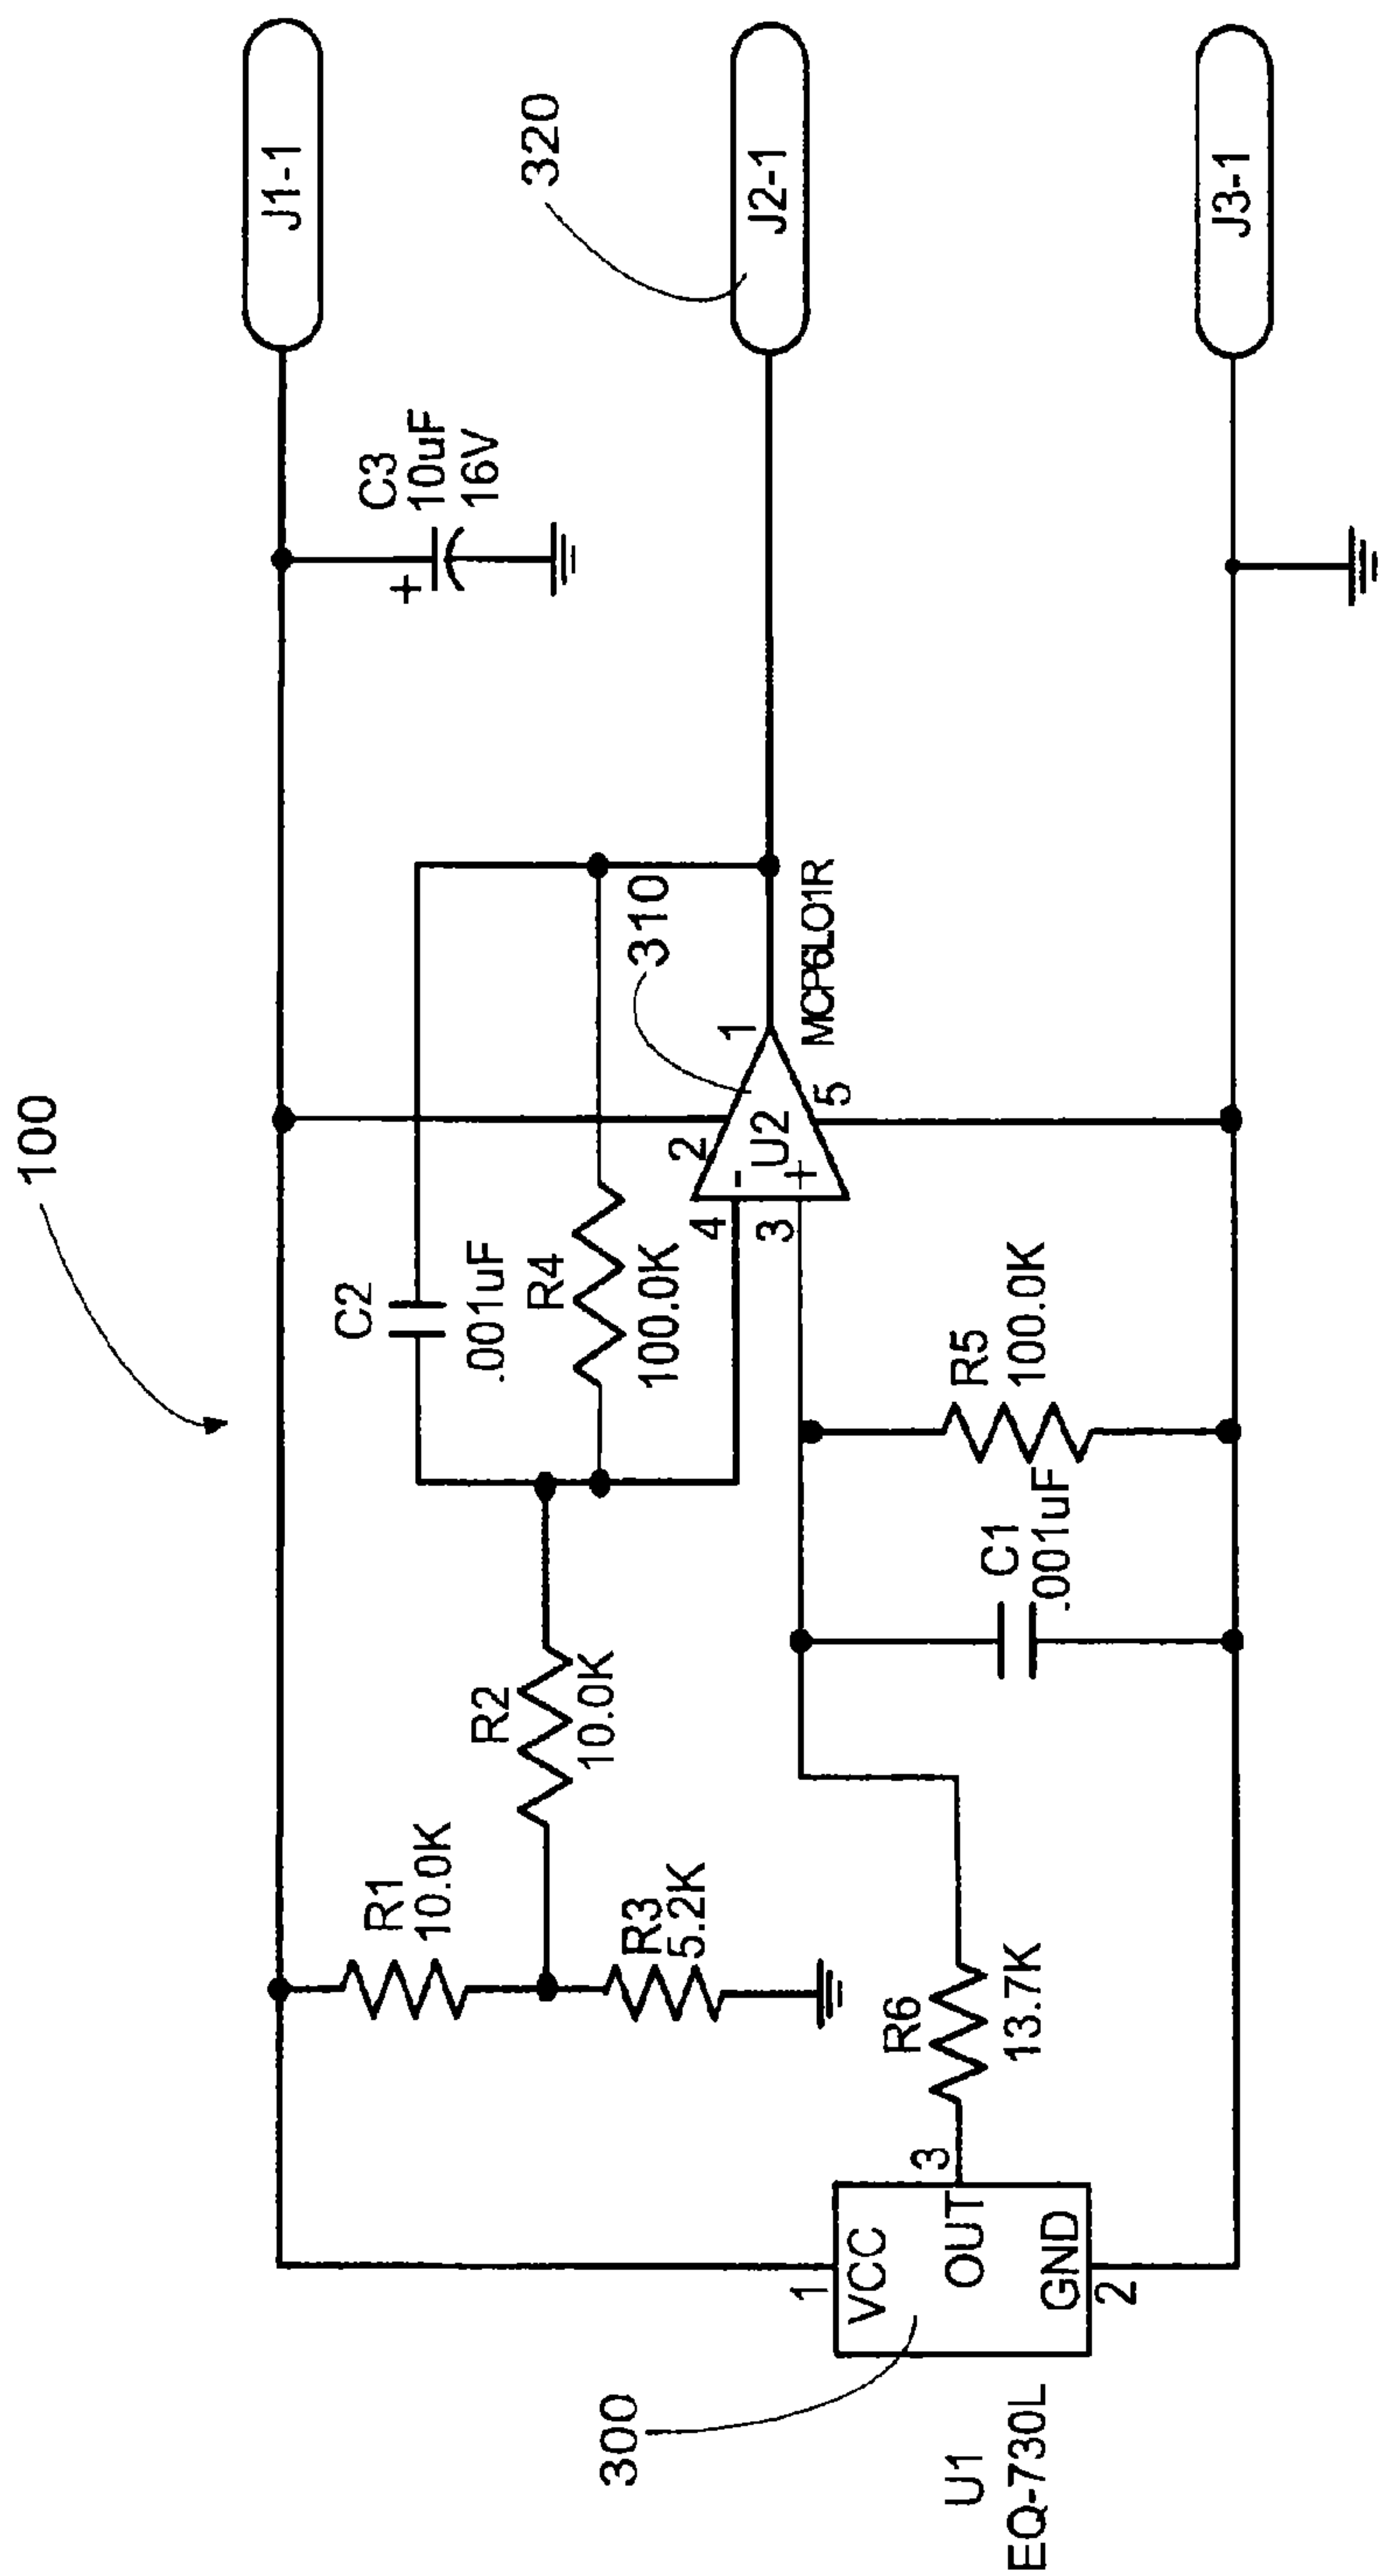 100
J1-1
C3
10uF
16V
+
320
J2-1
C2
.001uF
R4
100.0K
310
R1
10.0K
R2
10.0K
R3
5.2K
2
1
4
-
U2
3
+
5
MCP6LO1R
R6
13.7K
C1
.001uF
R5
100.0K
300
1
VCC
OUT
3
GND
2
U1
EQ-730L
J3-1